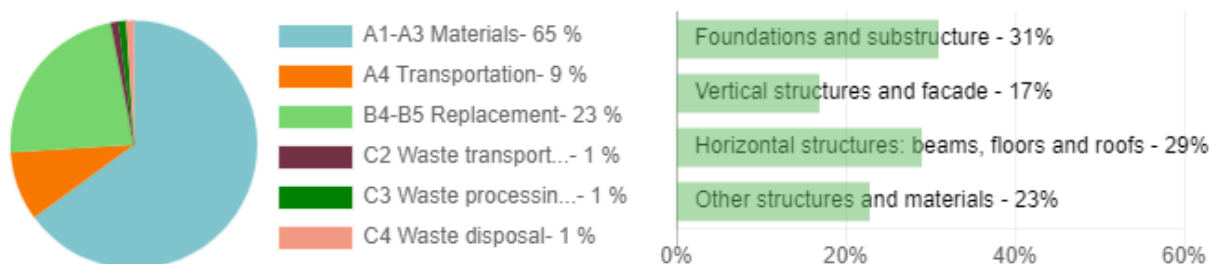 A1-A3 Materials- 65 %
A4 Transportation- 9 %
B4-B5 Replacement- 23 %
C2 Waste transport...- 1 %
C3 Waste processin...- 1 %
C4 Waste disposal- 1 %
Foundations and substructure - 31%
Vertical structures and facade - 17%
Horizontal structures: beams, floors and roofs - 29%
Other structures and materials - 23%
0% 20% 40% 60%